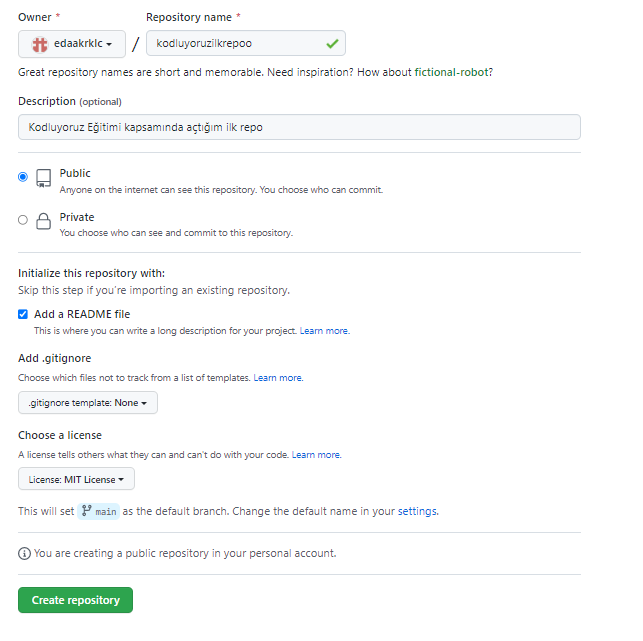 Owner * Repository name *
edaakrklc / kodluyoruzilkrepoo
Great repository names are short and memorable. Need inspiration? How about fictional-robot?
Description (optional)
Kodluyoruz Eğitimi kapsamında açtığım ilk repo
Public
Anyone on the internet can see this repository. You choose who can commit.
Private
You choose who can see and commit to this repository.
Initialize this repository with:
Skip this step if you're importing an existing repository.
Add a README file
This is where you can write a long description for your project. Learn more.
Add .gitignore
Choose which files not to track from a list of templates. Learn more.
.gitignore template: None
Choose a license
A license tells others what they can and can't do with your code. Learn more.
License: MIT License
This will set main as the default branch. Change the default name in your settings.
You are creating a public repository in your personal account.
Create repository